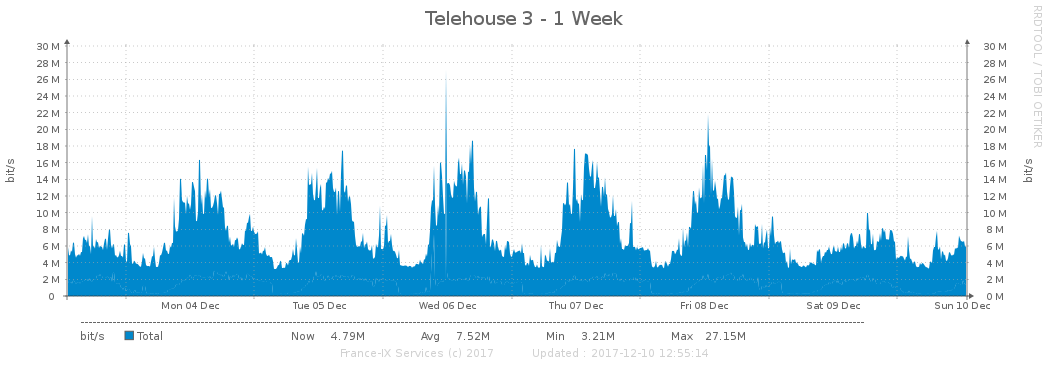 Telehouse 3 - 1 Week
RRDTOOL / TOBI OETIKER
bit/s
30 M 30 M
28 M 28 M
26 M 26 M
24 M 24 M
22 M 22 M
20 M 20 M
18 M 18 M
16 M 16 M
14 M 14 M
12 M 12 M
10 M 10 M
8 M 8 M
6 M 6 M
4 M 4 M
2 M 2 M
0 0 M
bit/s
Mon 04 Dec Tue 05 Dec Wed 06 Dec Thu 07 Dec Fri 08 Dec Sat 09 Dec Sun 10 Dec
bit/s Total Now 4.79M Avg 7.52M Min 3.21M Max 27.15M
France-IX Services (c) 2017 Updated : 2017-12-10 12:55:14